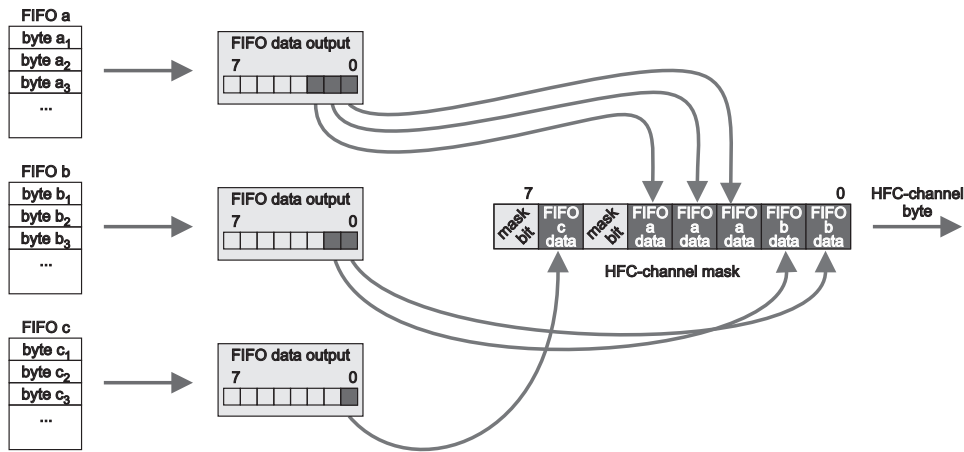 FIFO a
byte a1
byte a2
byte a3
...
FIFO data output
7 0
FIFO b
byte b1
byte b2
byte b3
...
FIFO data output
7 0
FIFO c
byte c1
byte c2
byte c3
...
FIFO data output
7 0
7 0
mask bit
FIFO c data
mask bit
FIFO a data
FIFO a data
FIFO a data
FIFO b data
FIFO b data
HFC-channel mask
HFC-channel
byte